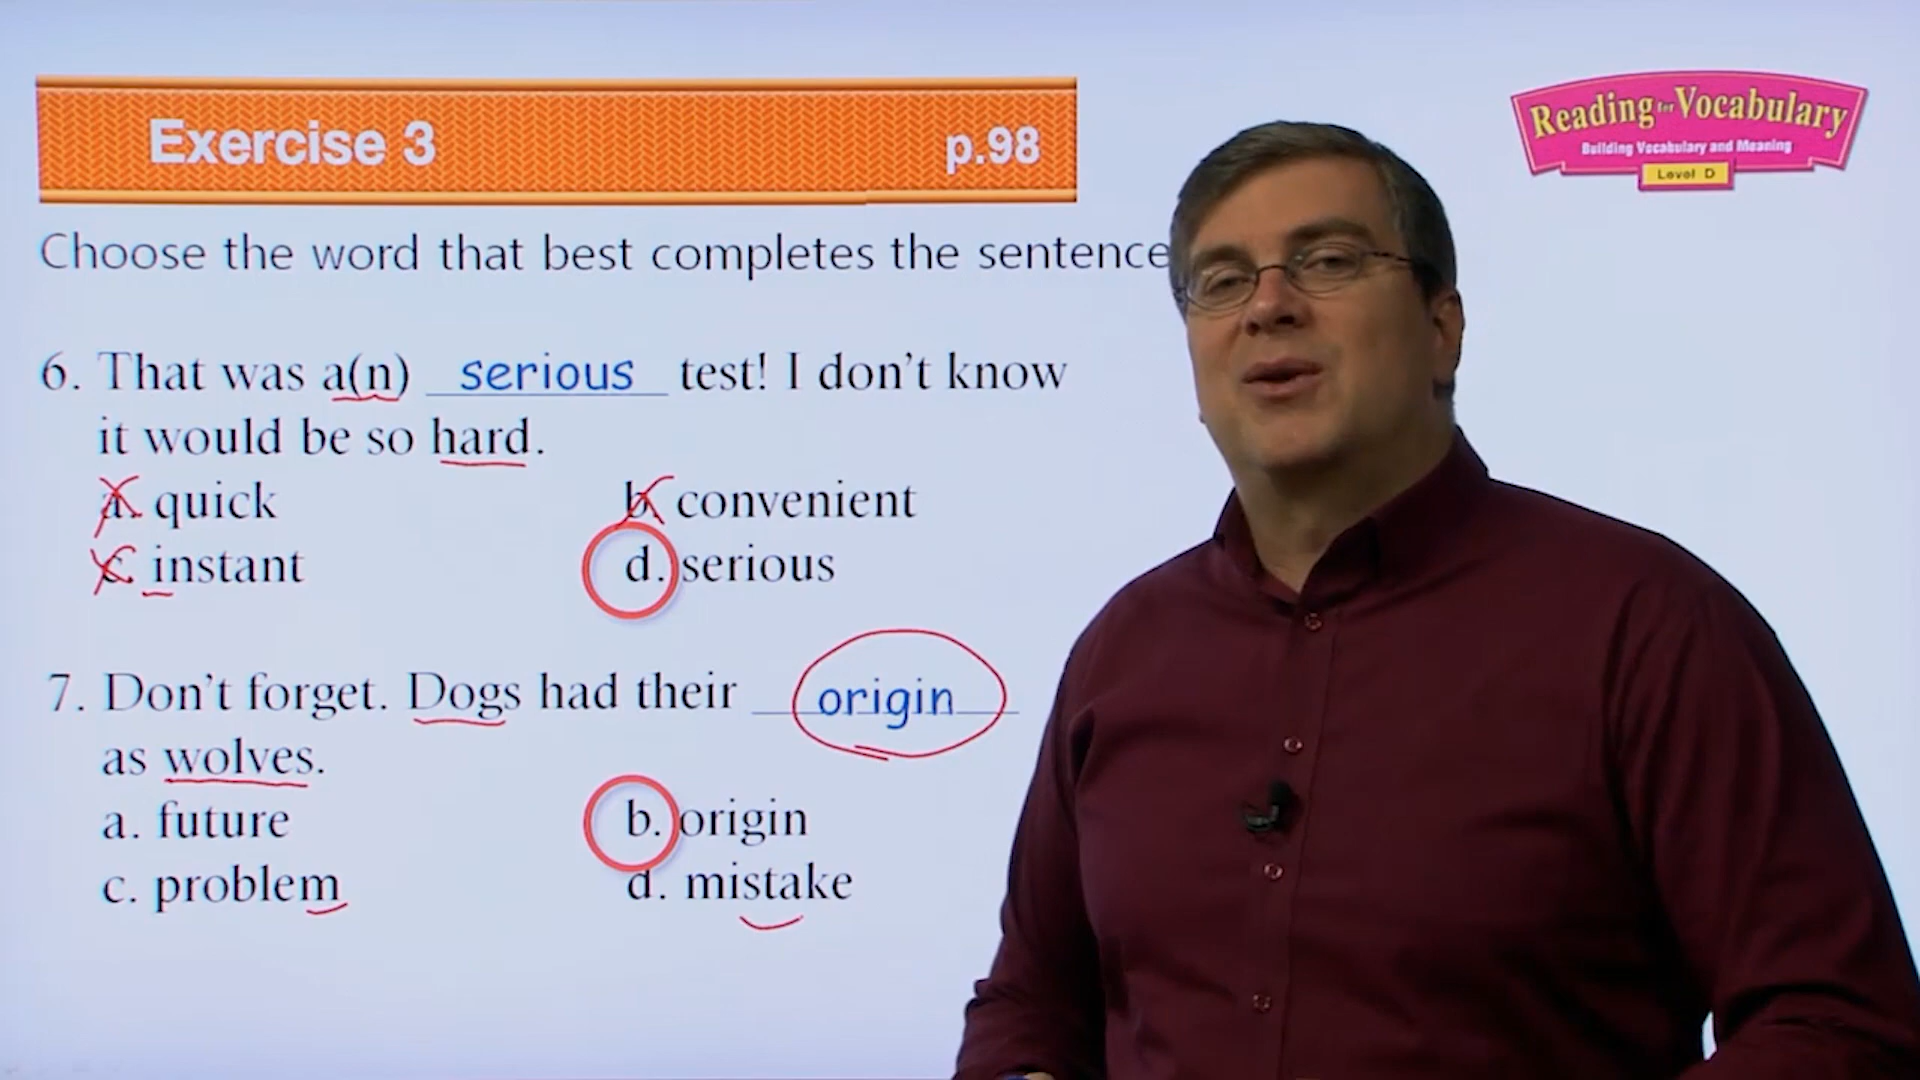 Exercise 3 p.98
Reading for Vocabulary
Building Vocabulary and Meaning
Level D
Choose the word that best completes the sentence
6. That was a(n) serious test! I don't know
it would be so hard.
a. quick b. convenient
c. instant d. serious
7. Don't forget. Dogs had their origin
as wolves.
a. future b. origin
c. problem d. mistake